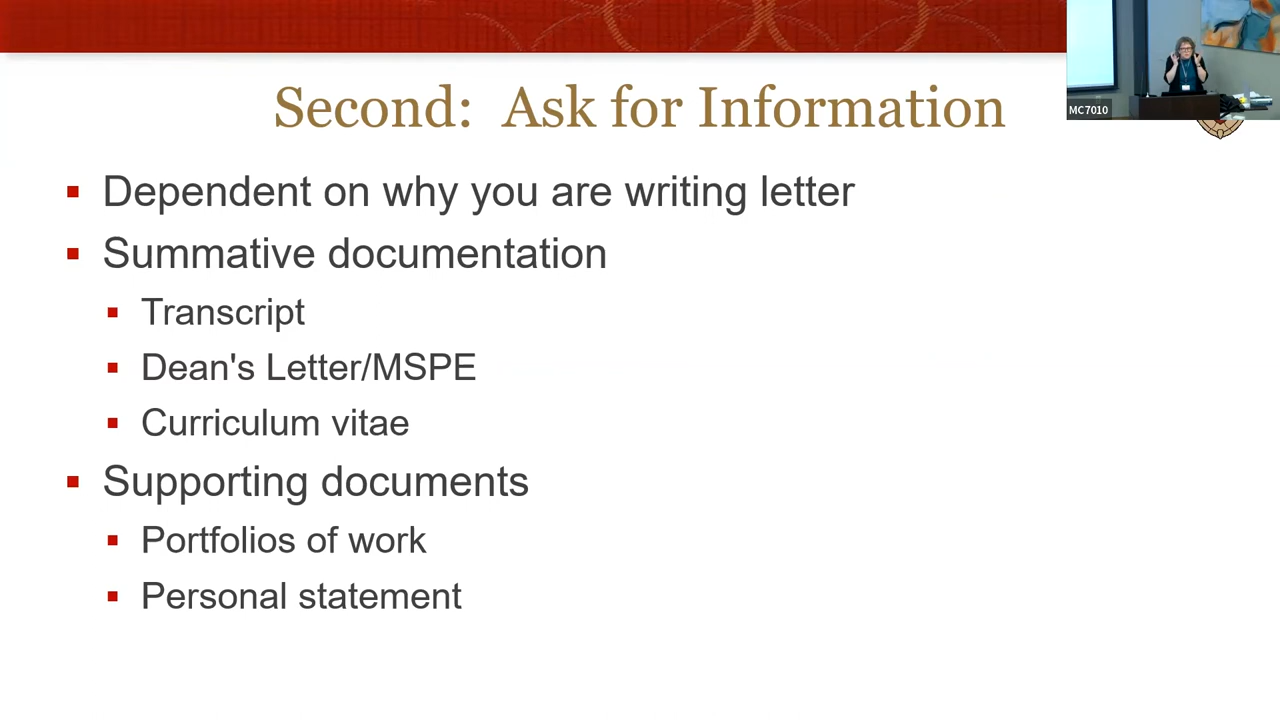 Second:  Ask for Information
MC7010
Dependent on why you are writing letter
Summative documentation
Transcript
Dean's Letter/MSPE
Curriculum vitae
Supporting documents
Portfolios of work
Personal statement